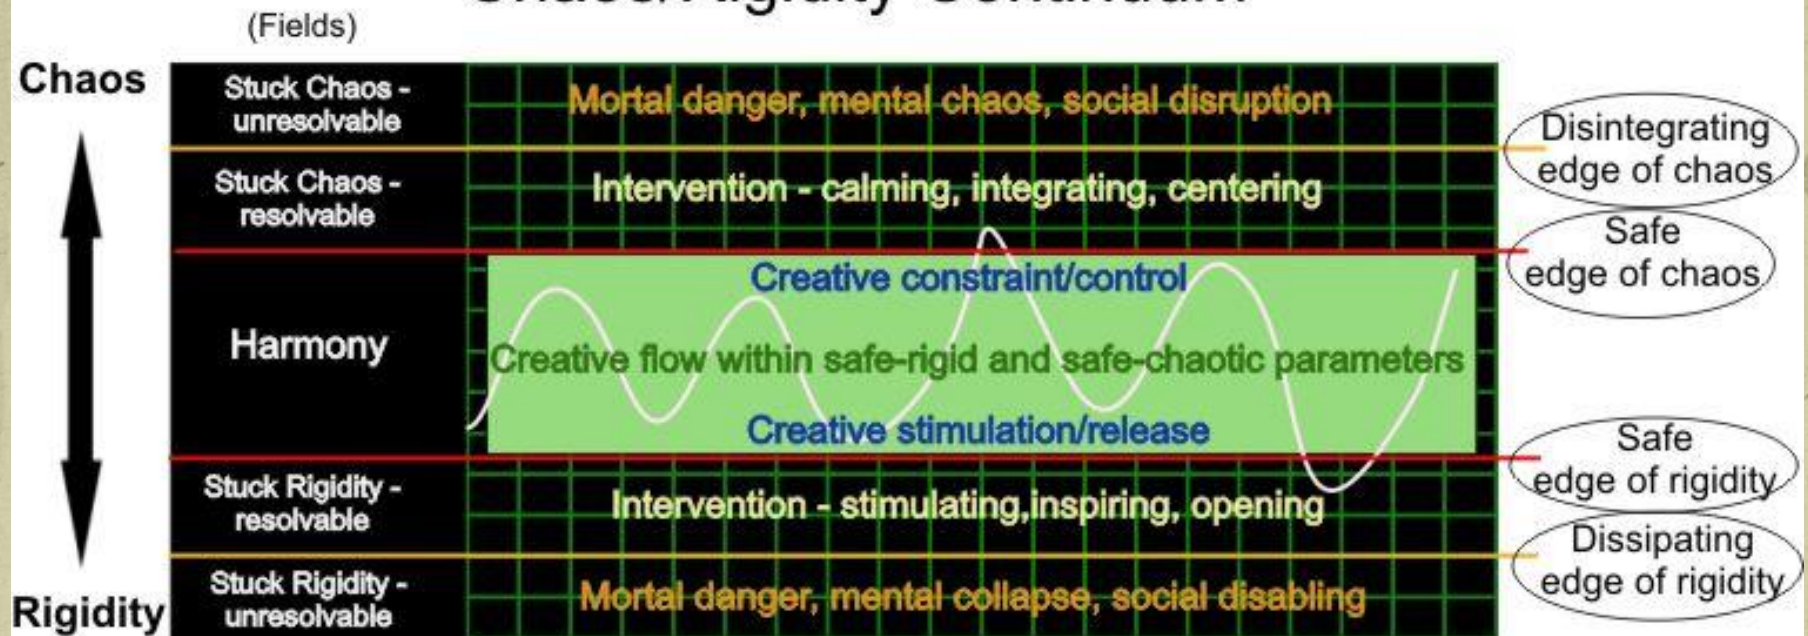 Continuum
(Fields)
Chaos
Stuck Chaos -
unresolvable
Mortal danger, mental chaos, social disruption
Disintegrating
edge of chaos
Stuck Chaos -
resolvable
Intervention - calming, integrating, centering
Safe
edge of chaos
Creative constraint/control
Harmony
Creative flow within safe-rigid and safe-chaotic parameters
Creative stimulation/release
Safe
edge of rigidity
Stuck Rigidity -
resolvable
Intervention - stimulating,inspiring, opening
Dissipating
edge of rigidity
Stuck Rigidity -
unresolvable
Mortal danger, mental collapse, social disabling
Rigidity